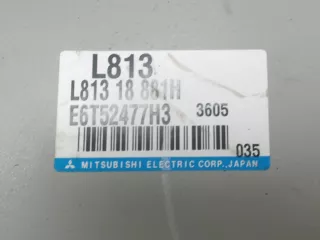 L813
L813 18 881H
E6T52477H3 3605
035
MITSUBISHI ELECTRIC CORP., JAPAN